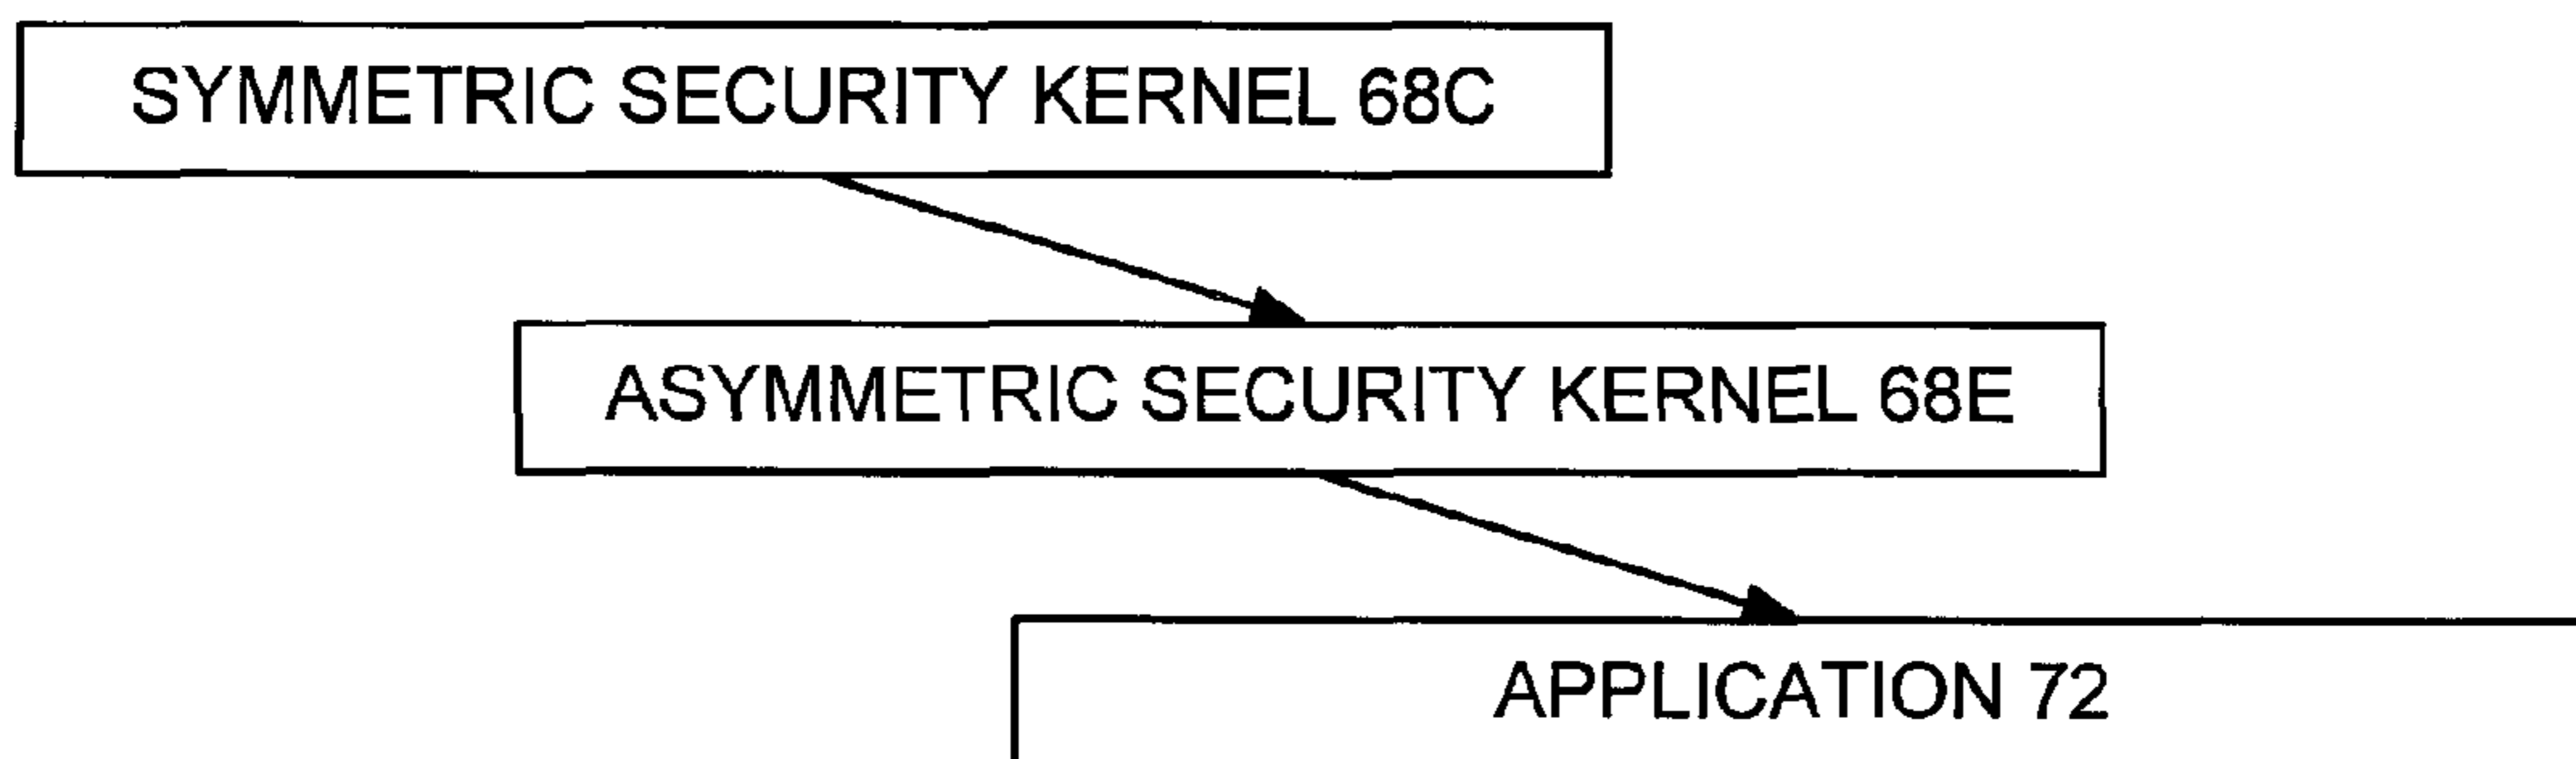 SYMMETRIC SECURITY KERNEL 68C
ASYMMETRIC SECURITY KERNEL 68E
APPLICATION 72